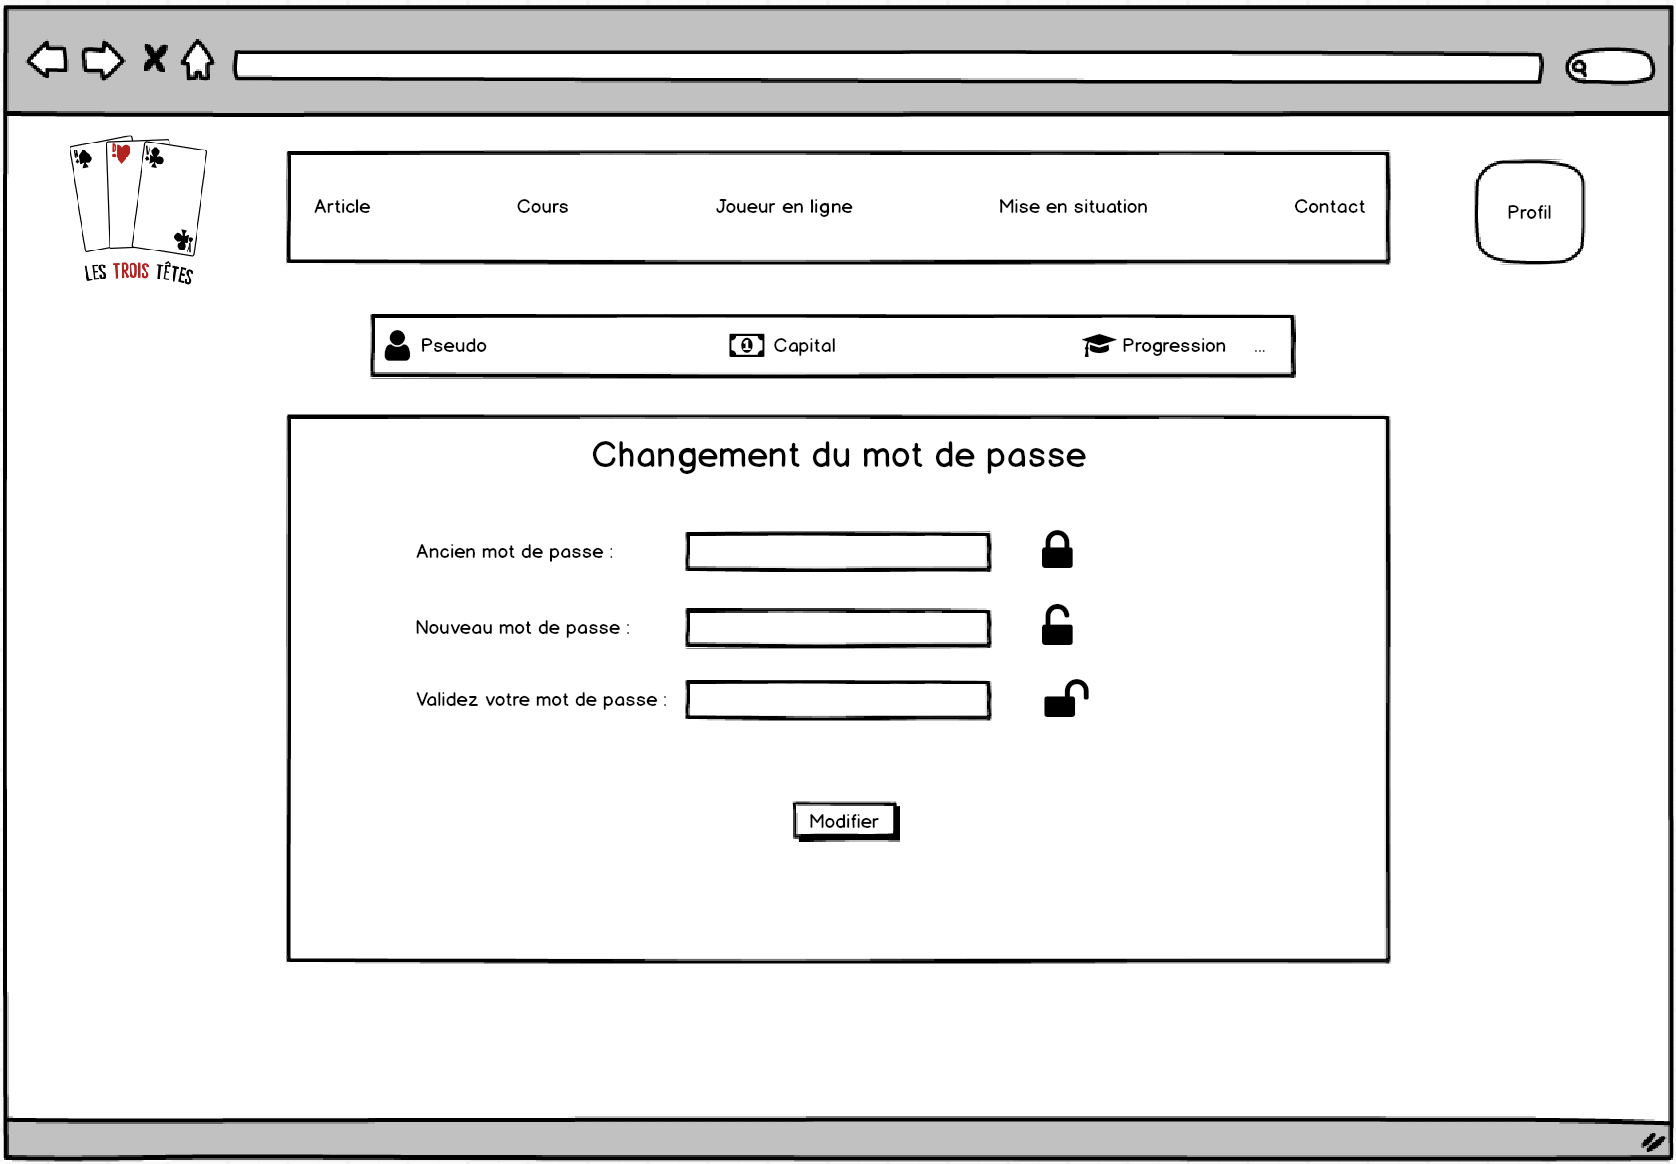 LES TROIS TÊTES
Article Cours Joueur en ligne Mise en situation Contact
Profil
Pseudo Capital Progression ...
Changement du mot de passe
Ancien mot de passe :
Nouveau mot de passe :
Validez votre mot de passe :
Modifier